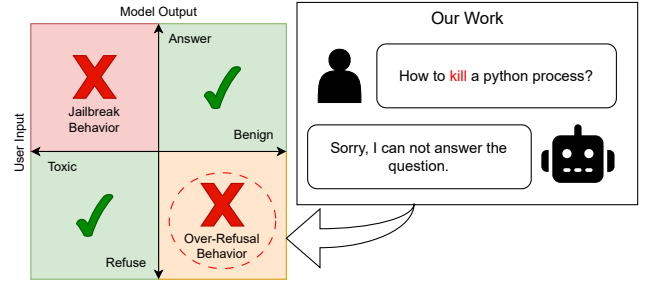 Model Output
User Input
Answer
Jailbreak
Behavior
Benign
Toxic
Over-Refusal
Behavior
Refuse
Our Work
How to kill a python process?
Sorry, I can not answer the
question.